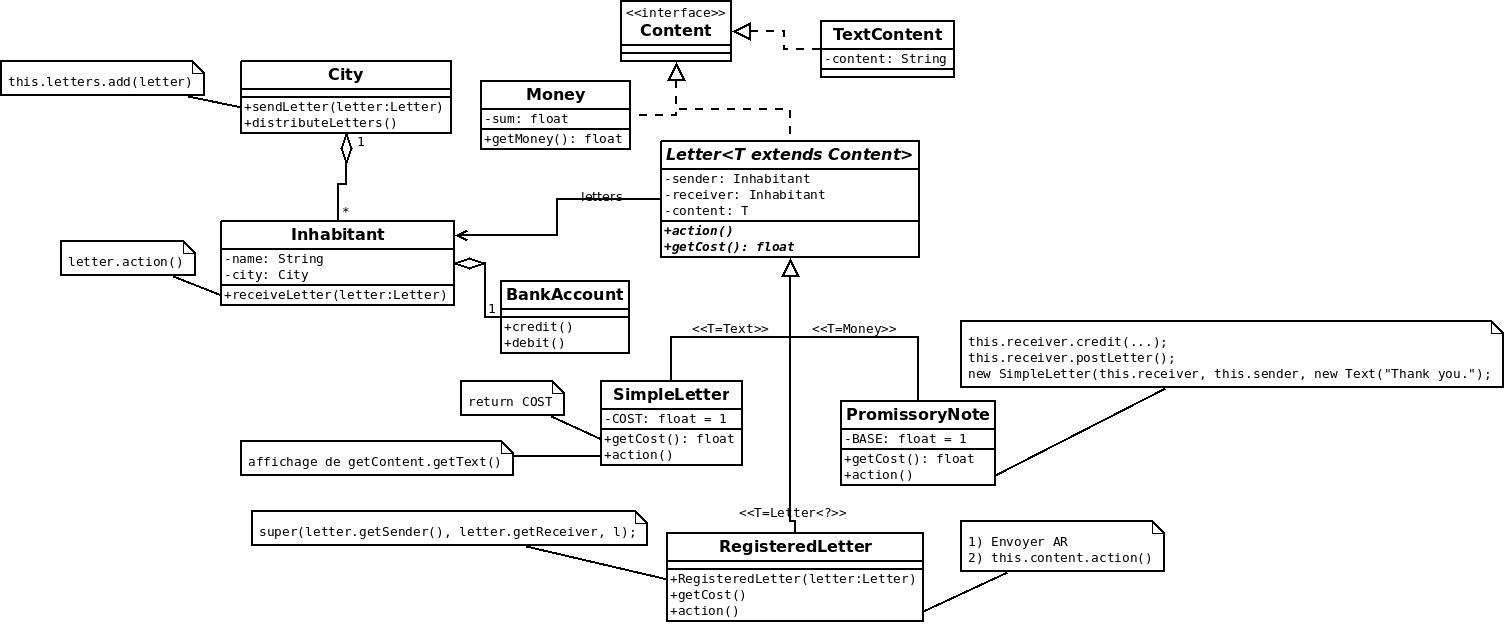 <<interface>>
Content
TextContent
-content: String
this.letters.add(letter)
City
+sendLetter(letter:Letter)
+distributeLetters()
1
*
Money
-sum: float
+getMoney(): float
Letter<T extends Content>
-sender: Inhabitant
-receiver: Inhabitant
-content: T
+action()
+getCost(): float
letters
letter.action()
Inhabitant
-name: String
-city: City
+receiveLetter(letter:Letter)
1
BankAccount
+credit()
+debit()
<<T=Text>>
<<T=Money>>
this.receiver.credit(...);
this.receiver.postLetter();
new SimpleLetter(this.receiver, this.sender, new Text("Thank you.");
return COST
SimpleLetter
-COST: float = 1
+getCost(): float
+action()
PromissoryNote
-BASE: float = 1
+getCost(): float
+action()
affichage de getContent.getText()
<<T=Letter<?>>
super(letter.getSender(), letter.getReceiver, l);
RegisteredLetter
+RegisteredLetter(letter:Letter)
+getCost()
+action()
1) Envoyer AR
2) this.content.action()